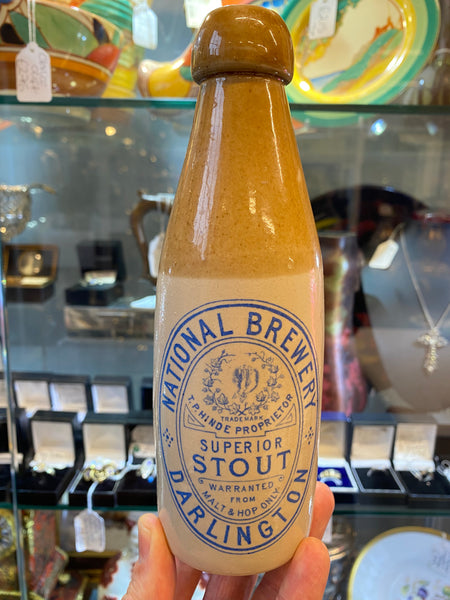 NATIONAL BREWERY
TRADE MARK
T.P. HINDE PROPRIETOR
SUPERIOR
STOUT
WARRANTED
FROM
MALT & HOP ONLY
DARLINGTON